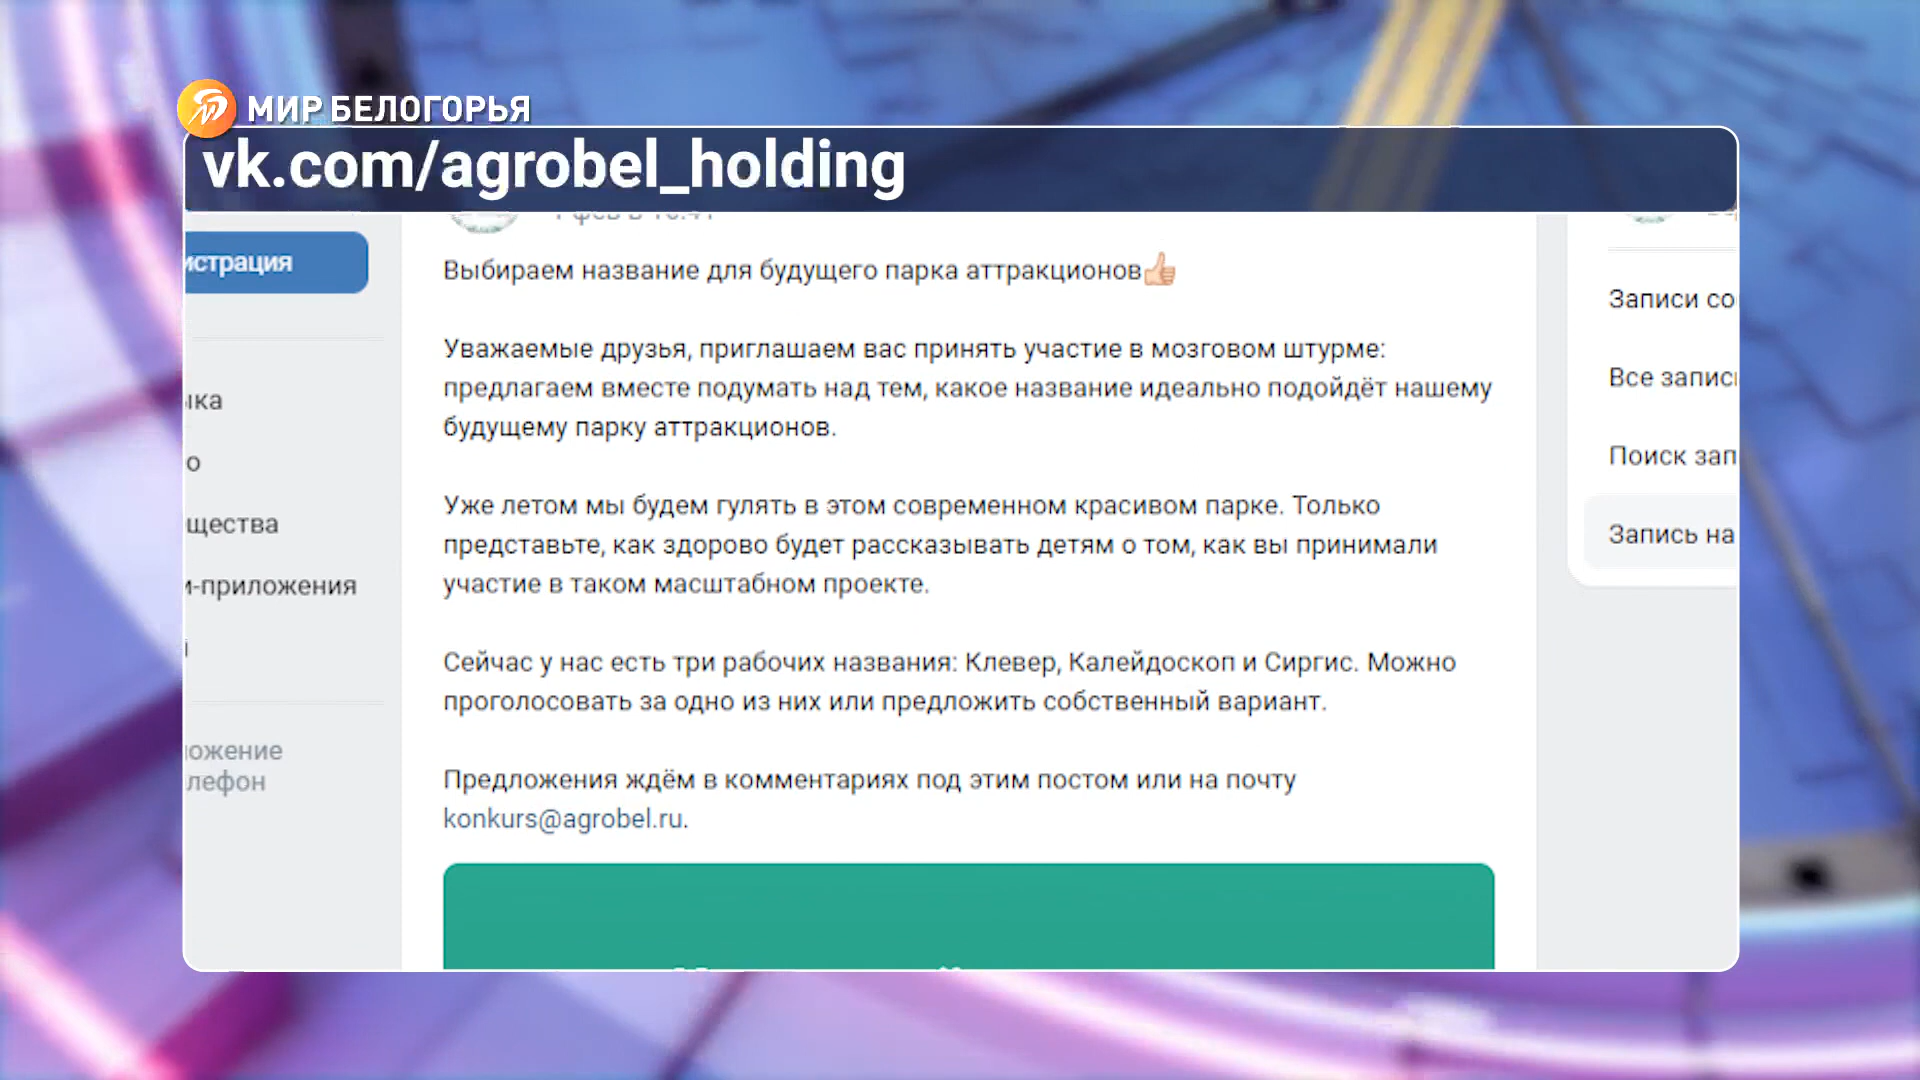 МИР БЕЛОГОРЬЯ
vk.com/agrobel_holding
Выбираем название для будущего парка аттракционов
Уважаемые друзья, приглашаем вас принять участие в мозговом штурме:
предлагаем вместе подумать над тем, какое название идеально подойдёт нашему
будущему парку аттракционов.
Уже летом мы будем гулять в этом современном красивом парке. Только
представьте, как здорово будет рассказывать детям о том, как вы принимали
участие в таком масштабном проекте.
Сейчас у нас есть три рабочих названия: Клевер, Калейдоскоп и Сиргис. Можно
проголосовать за одно из них или предложить собственный вариант.
Предложения ждём в комментариях под этим постом или на почту
konkurs@agrobel.ru.
истрация
ка
о
щества
и-приложения
й
ожение
лефон
Записи со
Все запис
Поиск зап
Запись на